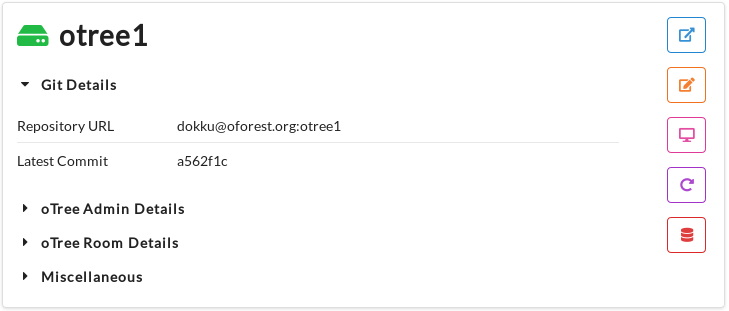 otree1
Git Details
Repository URL dokku@oforest.org:otree1
Latest Commit a562f1c
oTree Admin Details
oTree Room Details
Miscellaneous